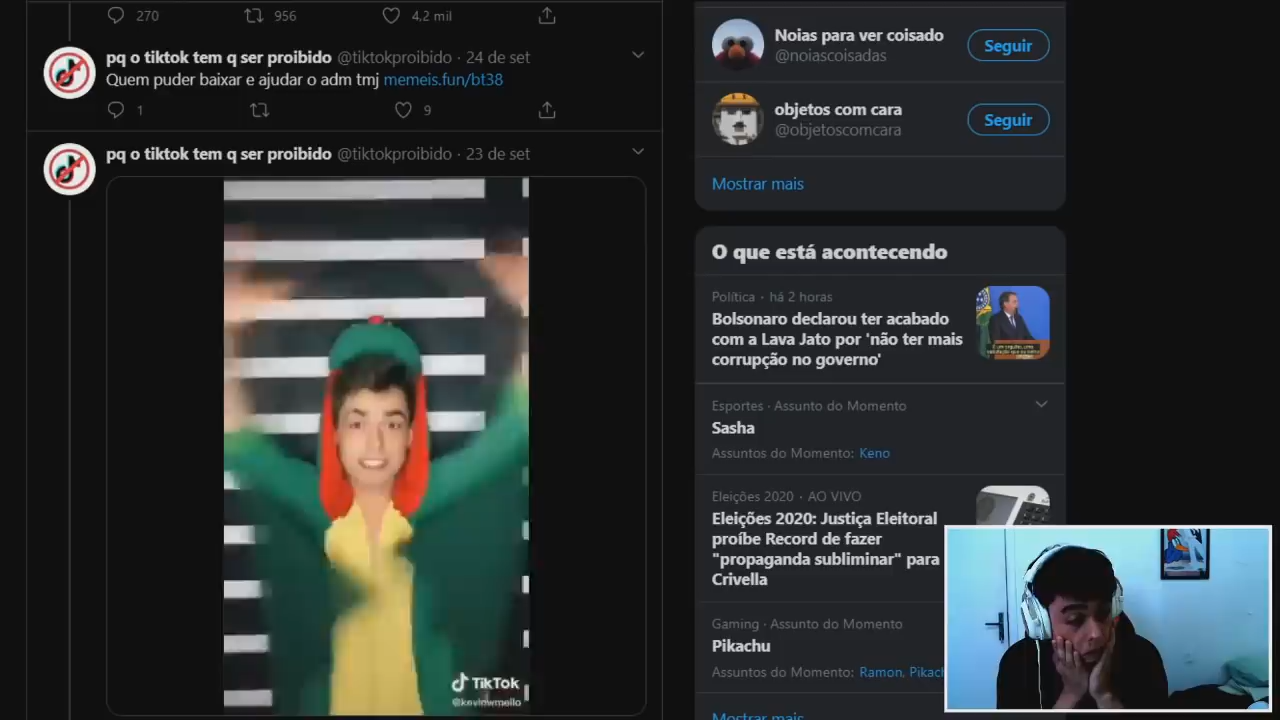 270 956 4,2 mil
pq o tiktok tem q ser proibido @tiktokproibido · 24 de set
Quem puder baixar e ajudar o adm tmj memeis.fun/bt38
1 9
pq o tiktok tem q ser proibido @tiktokproibido · 23 de set
TikTok
@kevinwmello
Noias para ver coisado
@noiascoisadas
Seguir
objetos com cara
@objetoscomcara
Seguir
Mostrar mais
O que está acontecendo
Política · há 2 horas
Bolsonaro declarou ter acabado
com a Lava Jato por 'não ter mais
corrupção no governo'
Esportes · Assunto do Momento
Sasha
Assuntos do Momento: Keno
Eleições 2020 · AO VIVO
Eleições 2020: Justiça Eleitoral
proíbe Record de fazer
"propaganda subliminar" para
Crivella
Gaming · Assunto do Momento
Pikachu
Assuntos do Momento: Ramon, Pikach
Mostrar mais